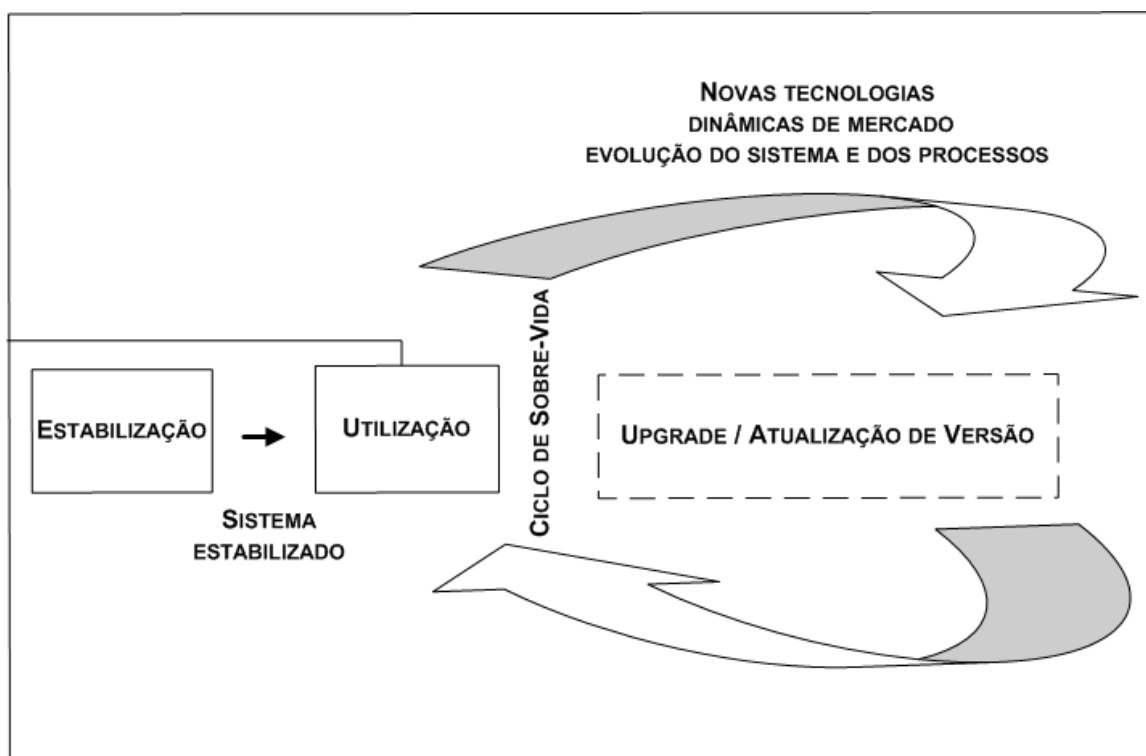 NOVAS TECNOLOGIAS
DINÂMICAS DE MERCADO
EVOLUÇÃO DO SISTEMA E DOS PROCESSOS
CICLO DE SOBRE-VIDA
ESTABILIZAÇÃO
UTILIZAÇÃO
UPGRADE / ATUALIZAÇÃO DE VERSÃO
SISTEMA
ESTABILIZADO